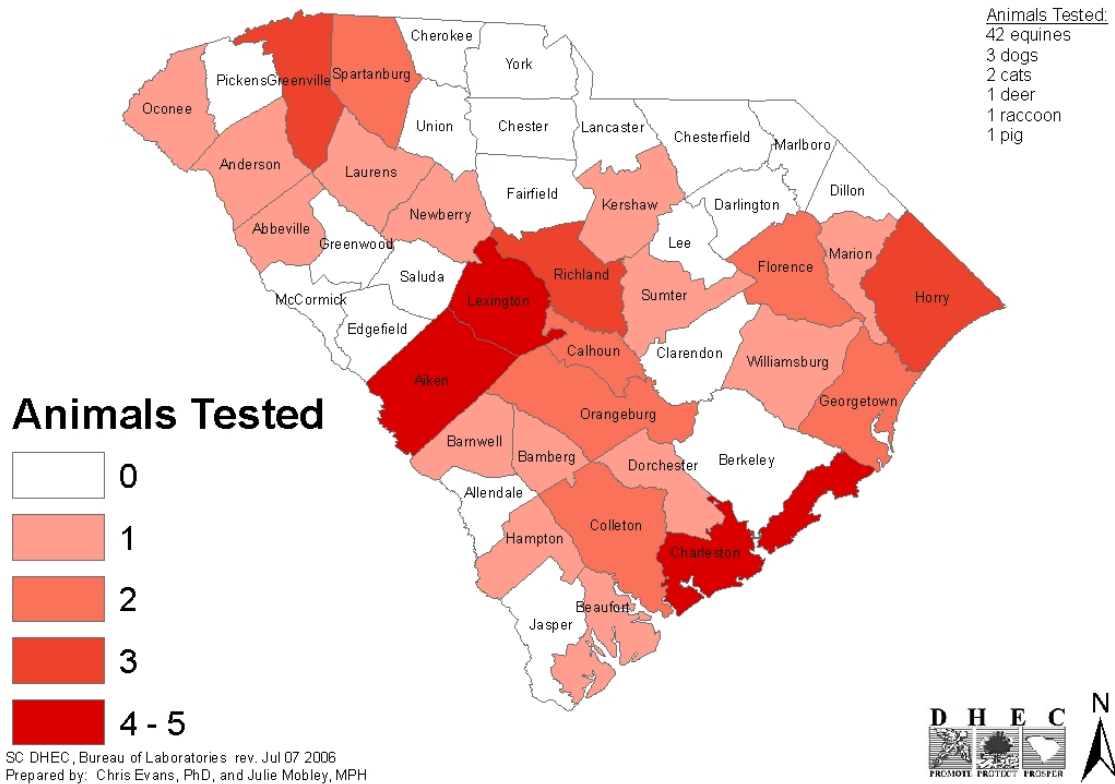 Animals Tested:
42 equines
3 dogs
2 cats
1 deer
1 raccoon
1 pig
Cherokee
York
Pickens
Greenville
Spartanburg
Oconee
Union
Chester
Lancaster
Chesterfield
Marlboro
Anderson
Laurens
Fairfield
Kershaw
Darlington
Dillon
Newberry
Abbeville
Greenwood
Lee
Saluda
Richland
Florence
Marion
McCormick
Lexington
Sumter
Horry
Edgefield
Calhoun
Clarendon
Williamsburg
Aiken
Georgetown
Orangeburg
Barnwell
Bamberg
Dorchester
Berkeley
Allendale
Colleton
Hampton
Charleston
Beaufort
Jasper
Animals Tested
0
1
2
3
4 - 5
SC DHEC, Bureau of Laboratories rev. Jul 07 2006
Prepared by: Chris Evans, PhD, and Julie Mobley, MPH
D H E C
PROMOTE PROTECT PROSPER
N